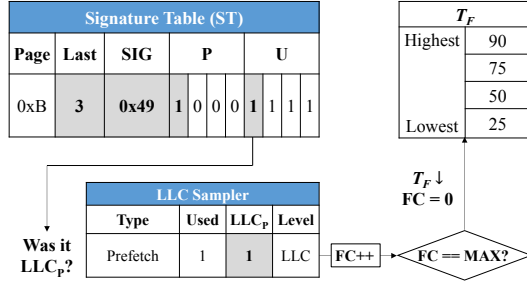 Signature Table (ST)
Page Last SIG P U
0xB 3 0x49 1 0 0 0 1 1 1 1
T_F
Highest 90
75
50
Lowest 25
Was it
LLC_P?
LLC Sampler
Type Used LLC_P Level
Prefetch 1 1 LLC
FC++
FC == MAX?
T_F ↓
FC = 0